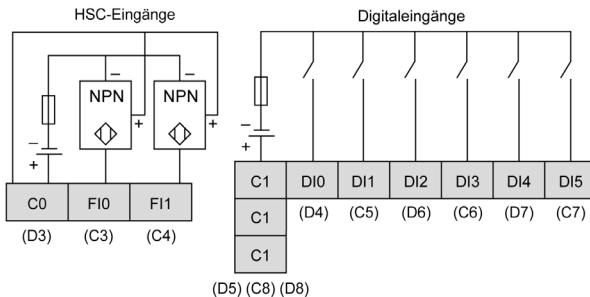 HSC-Eingänge
Digitaleingänge
NPN NPN
− − + +
− +
− +
C0 FI0 FI1
(D3) (C3) (C4)
C1 DI0 DI1 DI2 DI3 DI4 DI5
C1 (D4) (C5) (D6) (C6) (D7) (C7)
C1
(D5) (C8) (D8)